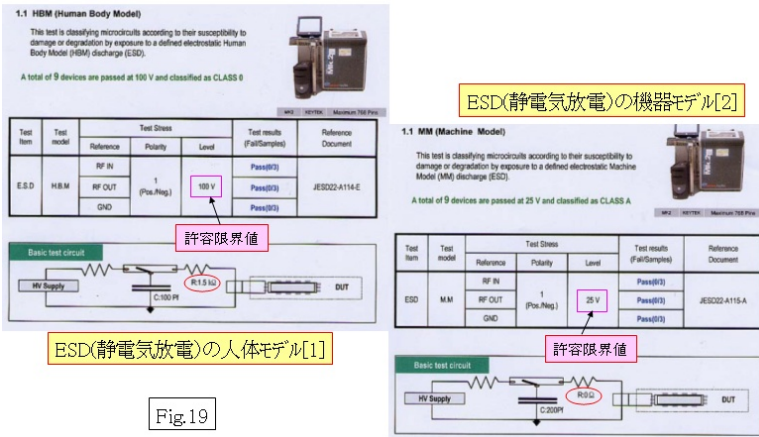 1.1 HBM (Human Body Model)
This test is classifying microcircuits according to their susceptibility to
damage or degradation by exposure to a defined electrostatic Human
Body Model (HBM) discharge (ESD).
A total of 9 devices are passed at 100 V and classified as CLASS 0
MK2 KEYTEK Maximum 768 Pins
Test Item
Test model
Test Stress
Reference
Polarity
Level
Test results (Fail/Samples)
Reference Document
E.S.D
H.B.M
RF IN
RF OUT
GND
1 (Pos./Neg.)
100 V
Pass(0/3)
Pass(0/3)
Pass(0/3)
JESD22-A114-E
許容限界値
Basic test circuit
HV Supply
R:1.5 kΩ
C:100 Pf
DUT
ESD(静電気放電)の人体モデル[1]
Fig.19
ESD(静電気放電)の機器モデル[2]
1.1 MM (Machine Model)
This test is classifying microcircuits according to their susceptibility to
damage or degradation by exposure to a defined electrostatic Machine
Model (MM) discharge (ESD).
A total of 9 devices are passed at 25 V and classified as CLASS A
MK2 KEYTEK Maximum 768 Pins
Test Item
Test model
Test Stress
Reference
Polarity
Level
Test results (Fail/Samples)
Reference Document
ESD
M.M
RF IN
RF OUT
GND
1 (Pos./Neg.)
25 V
Pass(0/3)
Pass(0/3)
Pass(0/3)
JESD22-A115-A
許容限界値
Basic test circuit
HV Supply
R:0Ω
C:200Pf
DUT